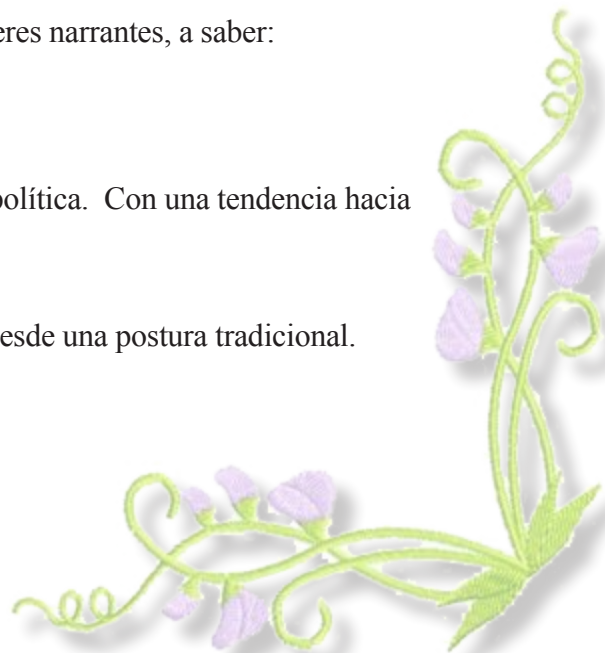 eres narrantes, a saber:
política. Con una tendencia hacia
esde una postura tradicional.